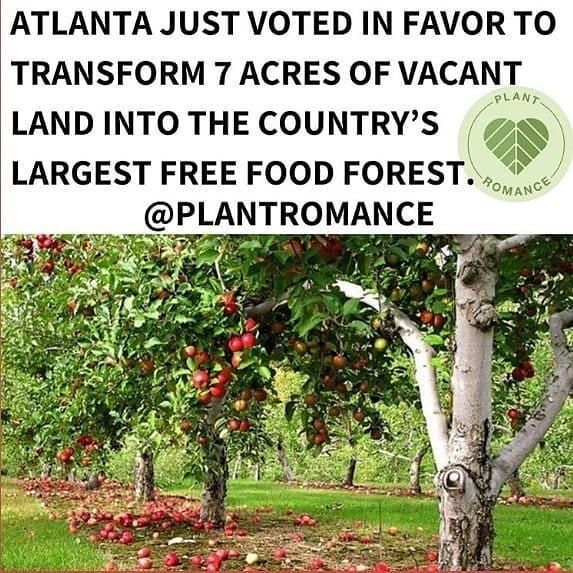 ATLANTA JUST VOTED IN FAVOR TO
TRANSFORM 7 ACRES OF VACANT
LAND INTO THE COUNTRY’S
LARGEST FREE FOOD FOREST.
@PLANTROMANCE
PLANT
ROMANCE